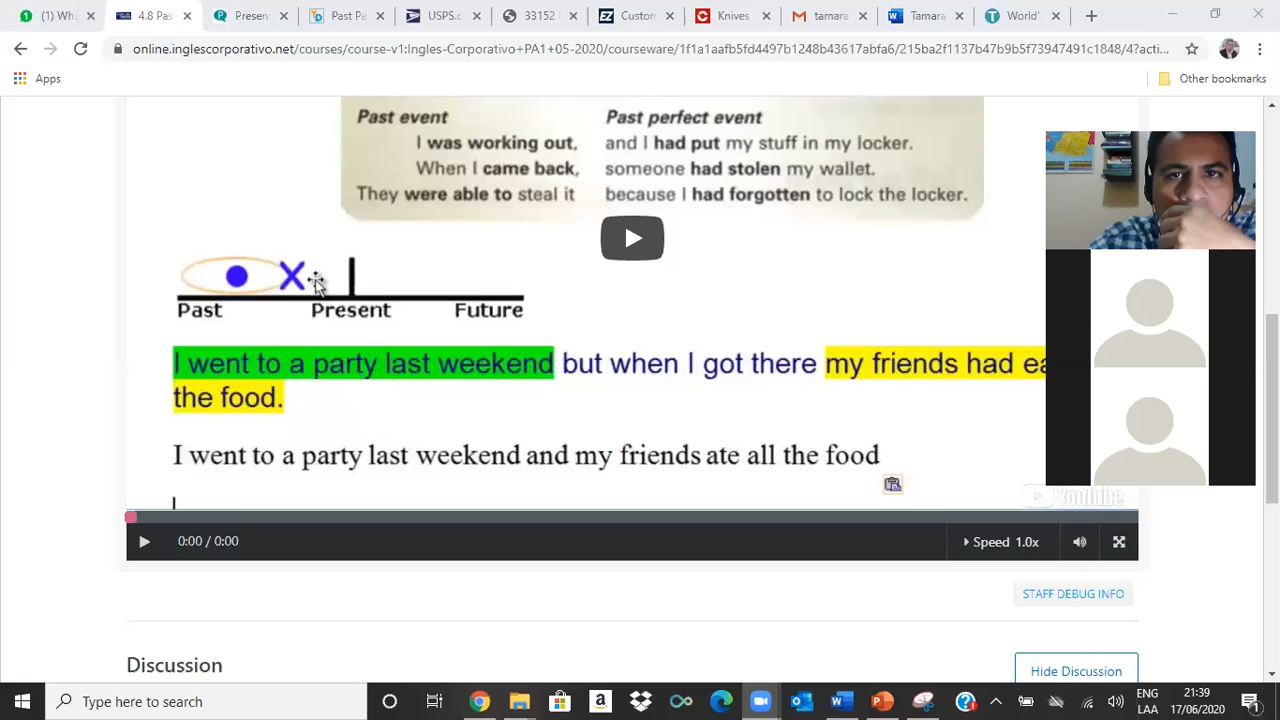 (1) Wh
4.8 Pas
Present
Past Pe
USPS.c
33152
Custom
Knives
tamara
Tamara
World
online.inglescorporativo.net/courses/course-v1:Ingles-Corporativo+PA1+05-2020/courseware/1f1a1aafb5fd4497b1248b43617abfa6/215ba2f1137b47b9b5f73947491c1848/4?acti...
Apps
Other bookmarks
Past event Past perfect event
I was working out, and I had put my stuff in my locker.
When I came back, someone had stolen my wallet.
They were able to steal it because I had forgotten to lock the locker.
Past Present Future
I went to a party last weekend but when I got there my friends had ea
the food.
I went to a party last weekend and my friends ate all the food
YouTube
0:00 / 0:00
Speed 1.0x
STAFF DEBUG INFO
Discussion
Hide Discussion
Type here to search
ENG
LAA
21:39
17/06/2020